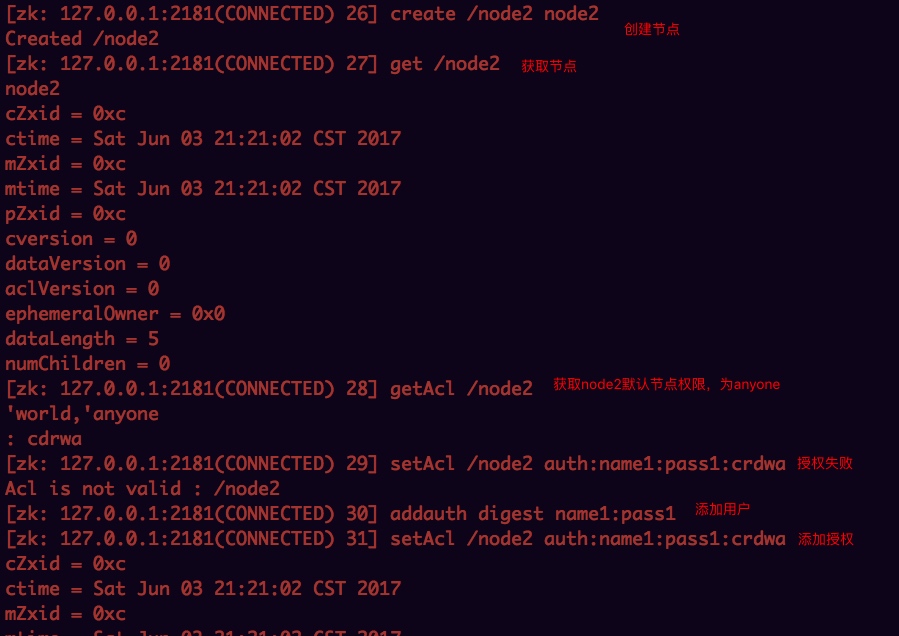 [zk: 127.0.0.1:2181(CONNECTED) 26] create /node2 node2 创建节点
Created /node2
[zk: 127.0.0.1:2181(CONNECTED) 27] get /node2 获取节点
node2
cZxid = 0xc
ctime = Sat Jun 03 21:21:02 CST 2017
mZxid = 0xc
mtime = Sat Jun 03 21:21:02 CST 2017
pZxid = 0xc
cversion = 0
dataVersion = 0
aclVersion = 0
ephemeralOwner = 0x0
dataLength = 5
numChildren = 0
[zk: 127.0.0.1:2181(CONNECTED) 28] getAcl /node2 获取node2默认节点权限，为anyone
'world,'anyone
: cdrwa
[zk: 127.0.0.1:2181(CONNECTED) 29] setAcl /node2 auth:name1:pass1:crdwa 授权失败
Acl is not valid : /node2
[zk: 127.0.0.1:2181(CONNECTED) 30] addauth digest name1:pass1 添加用户
[zk: 127.0.0.1:2181(CONNECTED) 31] setAcl /node2 auth:name1:pass1:crdwa 添加授权
cZxid = 0xc
ctime = Sat Jun 03 21:21:02 CST 2017
mZxid = 0xc
mtime = Sat Jun 03 21:21:02 CST 2017